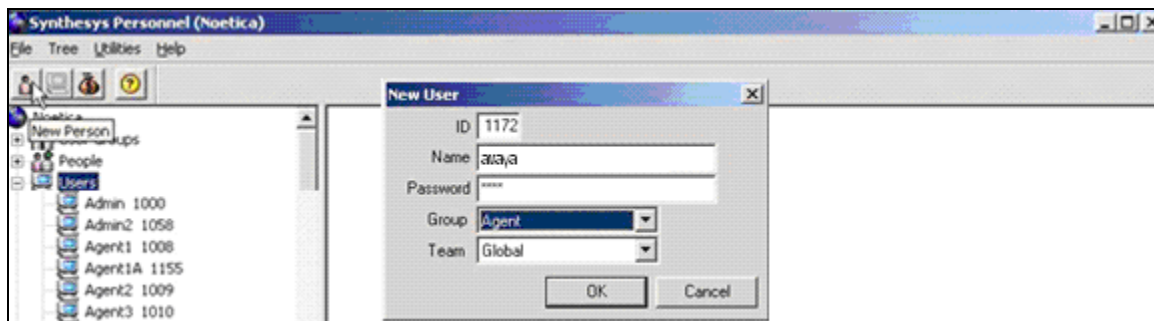 Synthesys Personnel (Noetica)
File Tree Utilities Help
Noetica
New Person
People
Users
Admin 1000
Admin2 1058
Agent1 1008
Agent1A 1155
Agent2 1009
Agent3 1010
New User
ID 1172
Name avaya
Password ****
Group Agent
Team Global
OK Cancel